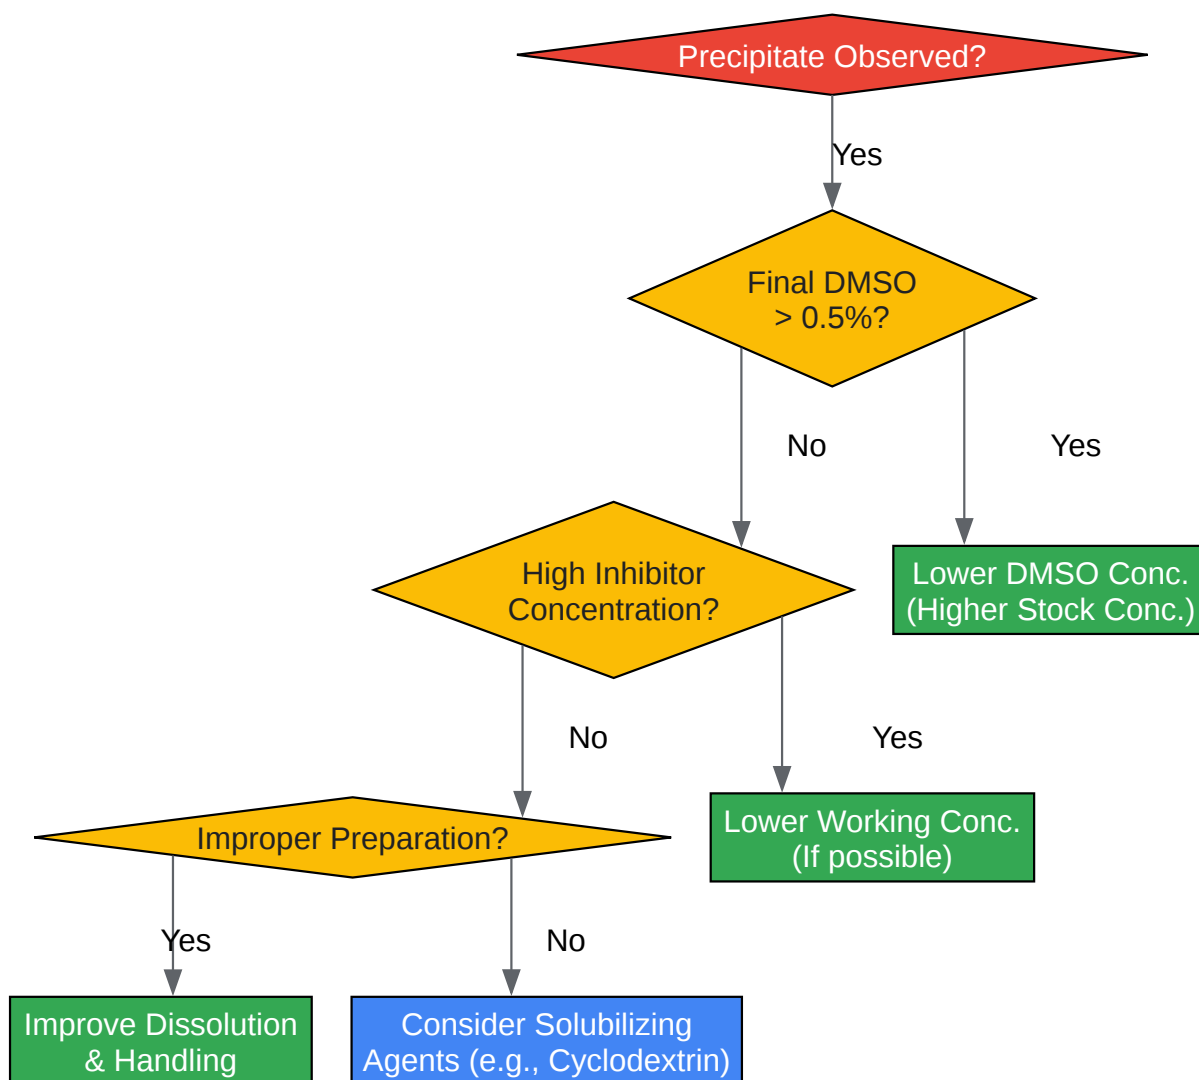 Precipitate Observed?
Yes
Final DMSO
> 0.5%?
No
Yes
High Inhibitor
Concentration?
Lower DMSO Conc.
(Higher Stock Conc.)
No
Yes
Improper Preparation?
Lower Working Conc.
(If possible)
Yes
No
Improve Dissolution
& Handling
Consider Solubilizing
Agents (e.g., Cyclodextrin)